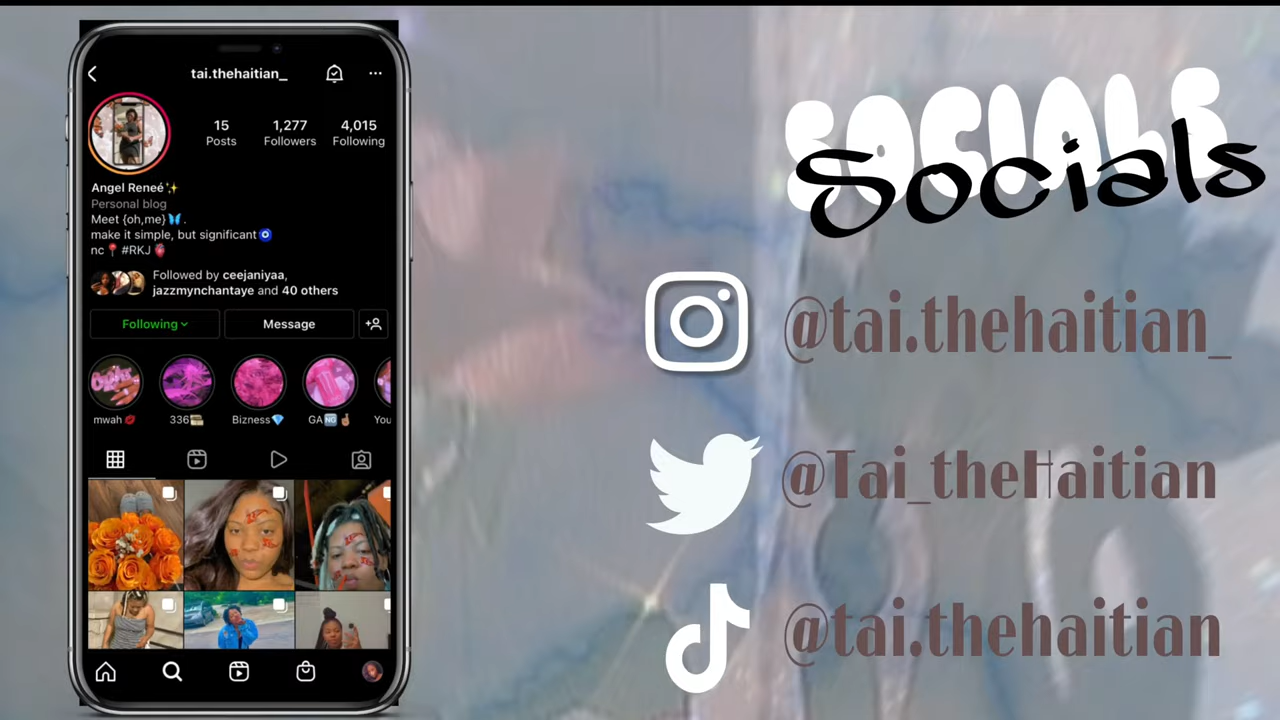 tai.thehaitian_
15
1,277
4,015
Posts
Followers
Following
Angel Reneé✨
Personal blog
Meet {oh,me}🦋.
make it simple, but significant🧿
nc📍#RKJ🫀
Followed by ceejaniyaa,
jazzmynchantaye and 40 others
Following
Message
mwah💋
336
Bizness💎
GA🆖🤞🏽
You
SOCIALS
Socials
@tai.thehaitian_
@Tai_theHaitian
@tai.thehaitian